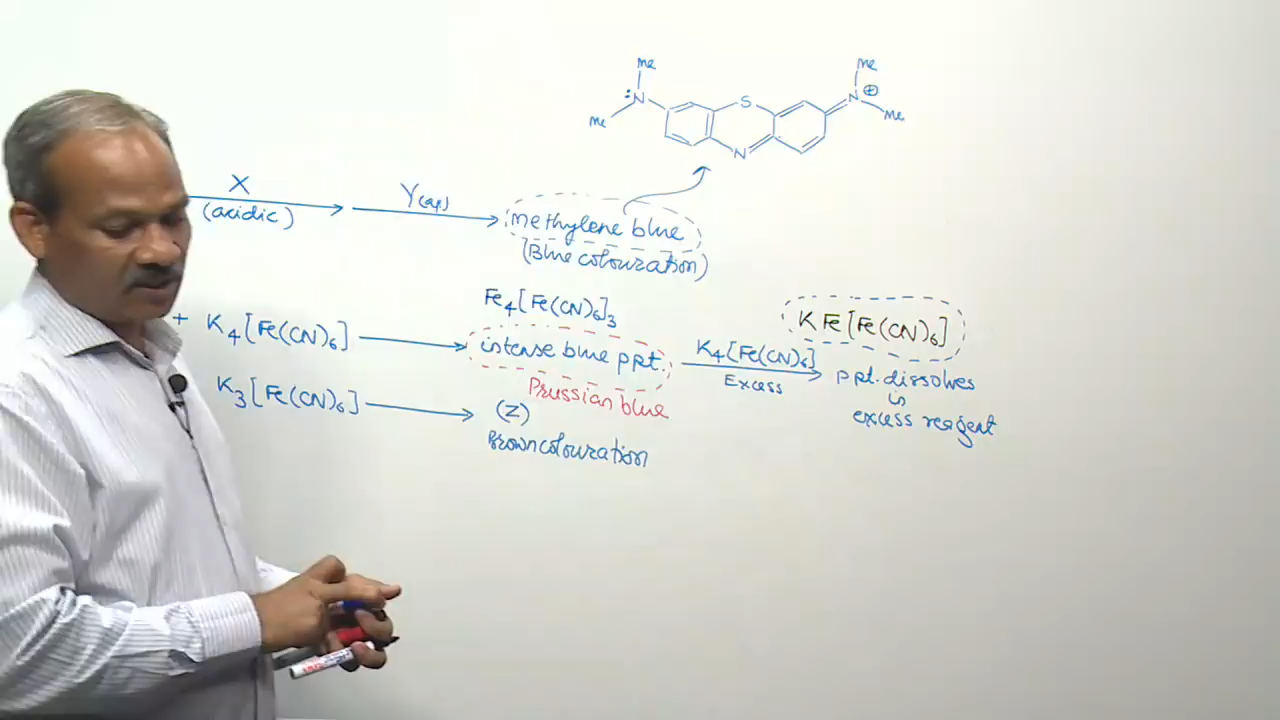 Me Me
:N S N⊕
Me Me
N
X
(acidic)
Y(aq)
methylene blue
(Blue colouration)
Fe4[Fe(CN)6]3
+ K4[Fe(CN)6]
intense blue ppt.
Prussian blue
K4[Fe(CN)6]
Excess
KFe[Fe(CN)6]
ppt. dissolves
in
excess reagent
K3[Fe(CN)6]
(Z)
Brown colouration